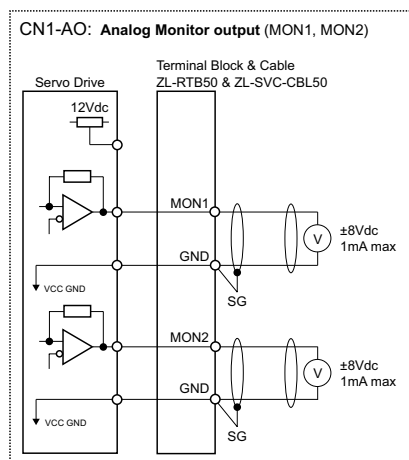 CN1-AO: Analog Monitor output (MON1, MON2)
Terminal Block & Cable
ZL-RTB50 & ZL-SVC-CBL50
Servo Drive
12Vdc
MON1
V
±8Vdc
1mA max
GND
VCC GND
SG
MON2
V
±8Vdc
1mA max
GND
VCC GND
SG